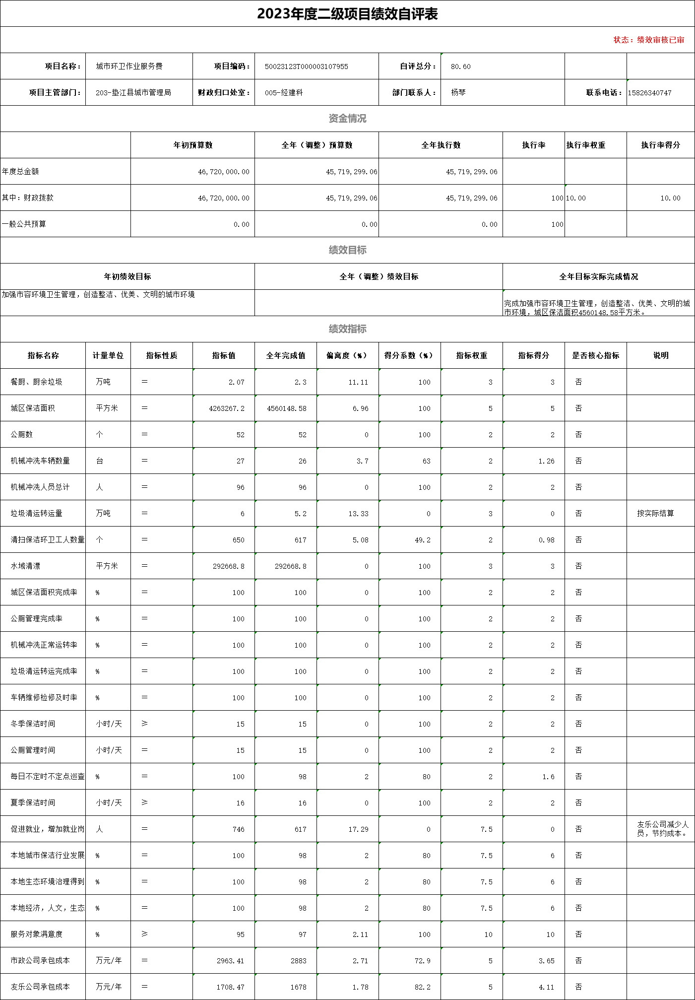 2023年度二级项目绩效自评表
状态：绩效审核已审
项目名称： 城市环卫作业服务费 项目编码： 50023123T000003107955 自评总分： 80.60
项目主管部门： 203-垫江县城市管理局 财政归口处室： 005-经建科 部门联系人： 杨琴 联系电话： 15826340747
资金情况
年初预算数 全年（调整）预算数 全年执行数 执行率 执行率权重 执行率得分
年度总金额 46,720,000.00 45,719,299.06 45,719,299.06
其中：财政拨款 46,720,000.00 45,719,299.06 45,719,299.06 100 10.00 10.00
一般公共预算 0.00 0.00 0.00 100
绩效目标
年初绩效目标 全年（调整）绩效目标 全年目标实际完成情况
加强市容环境卫生管理，创造整洁、优美、文明的城市环境
完成加强市容环境卫生管理，创造整洁、优美、文明的城
市环境，城区保洁面积4560148.58平方米。
绩效指标
指标名称 计量单位 指标性质 指标值 全年完成值 偏离度（%） 得分系数（%） 指标权重 指标得分 是否核心指标 说明
餐厨、厨余垃圾 万吨 ＝ 2.07 2.3 11.11 100 3 3 否
城区保洁面积 平方米 ＝ 4263267.2 4560148.58 6.96 100 5 5 否
公厕数 个 ＝ 52 52 0 100 2 2 否
机械冲洗车辆数量 台 ＝ 27 26 3.7 63 2 1.26 否
机械冲洗人员总计 人 ＝ 96 96 0 100 2 2 否
垃圾清运转运量 万吨 ＝ 6 5.2 13.33 0 3 0 否 按实际结算
清扫保洁环卫工人数量 个 ＝ 650 617 5.08 49.2 2 0.98 否
水域清漂 平方米 ＝ 292668.8 292668.8 0 100 3 3 否
城区保洁面积完成率 % ＝ 100 100 0 100 2 2 否
公厕管理完成率 % ＝ 100 100 0 100 2 2 否
机械冲洗正常运转率 % ＝ 100 100 0 100 2 2 否
垃圾清运转运完成率 % ＝ 100 100 0 100 2 2 否
车辆维修检修及时率 % ＝ 100 100 0 100 2 2 否
冬季保洁时间 小时/天 ≥ 15 15 0 100 2 2 否
公厕管理时间 小时/天 ＝ 15 15 0 100 2 2 否
每日不定时不定点巡查 % ＝ 100 98 2 80 2 1.6 否
夏季保洁时间 小时/天 ≥ 16 16 0 100 2 2 否
促进就业，增加就业岗 人 ＝ 746 617 17.29 0 7.5 0 否 友乐公司减少人
员，节约成本。
本地城市保洁行业发展 % ＝ 100 98 2 80 7.5 6 否
本地生态环境治理得到 % ＝ 100 98 2 80 7.5 6 否
本地经济，人文，生态 % ＝ 100 98 2 80 7.5 6 否
服务对象满意度 % ≥ 95 97 2.11 100 10 10 否
市政公司承包成本 万元/年 ＝ 2963.41 2883 2.71 72.9 5 3.65 否
友乐公司承包成本 万元/年 ＝ 1708.47 1678 1.78 82.2 5 4.11 否